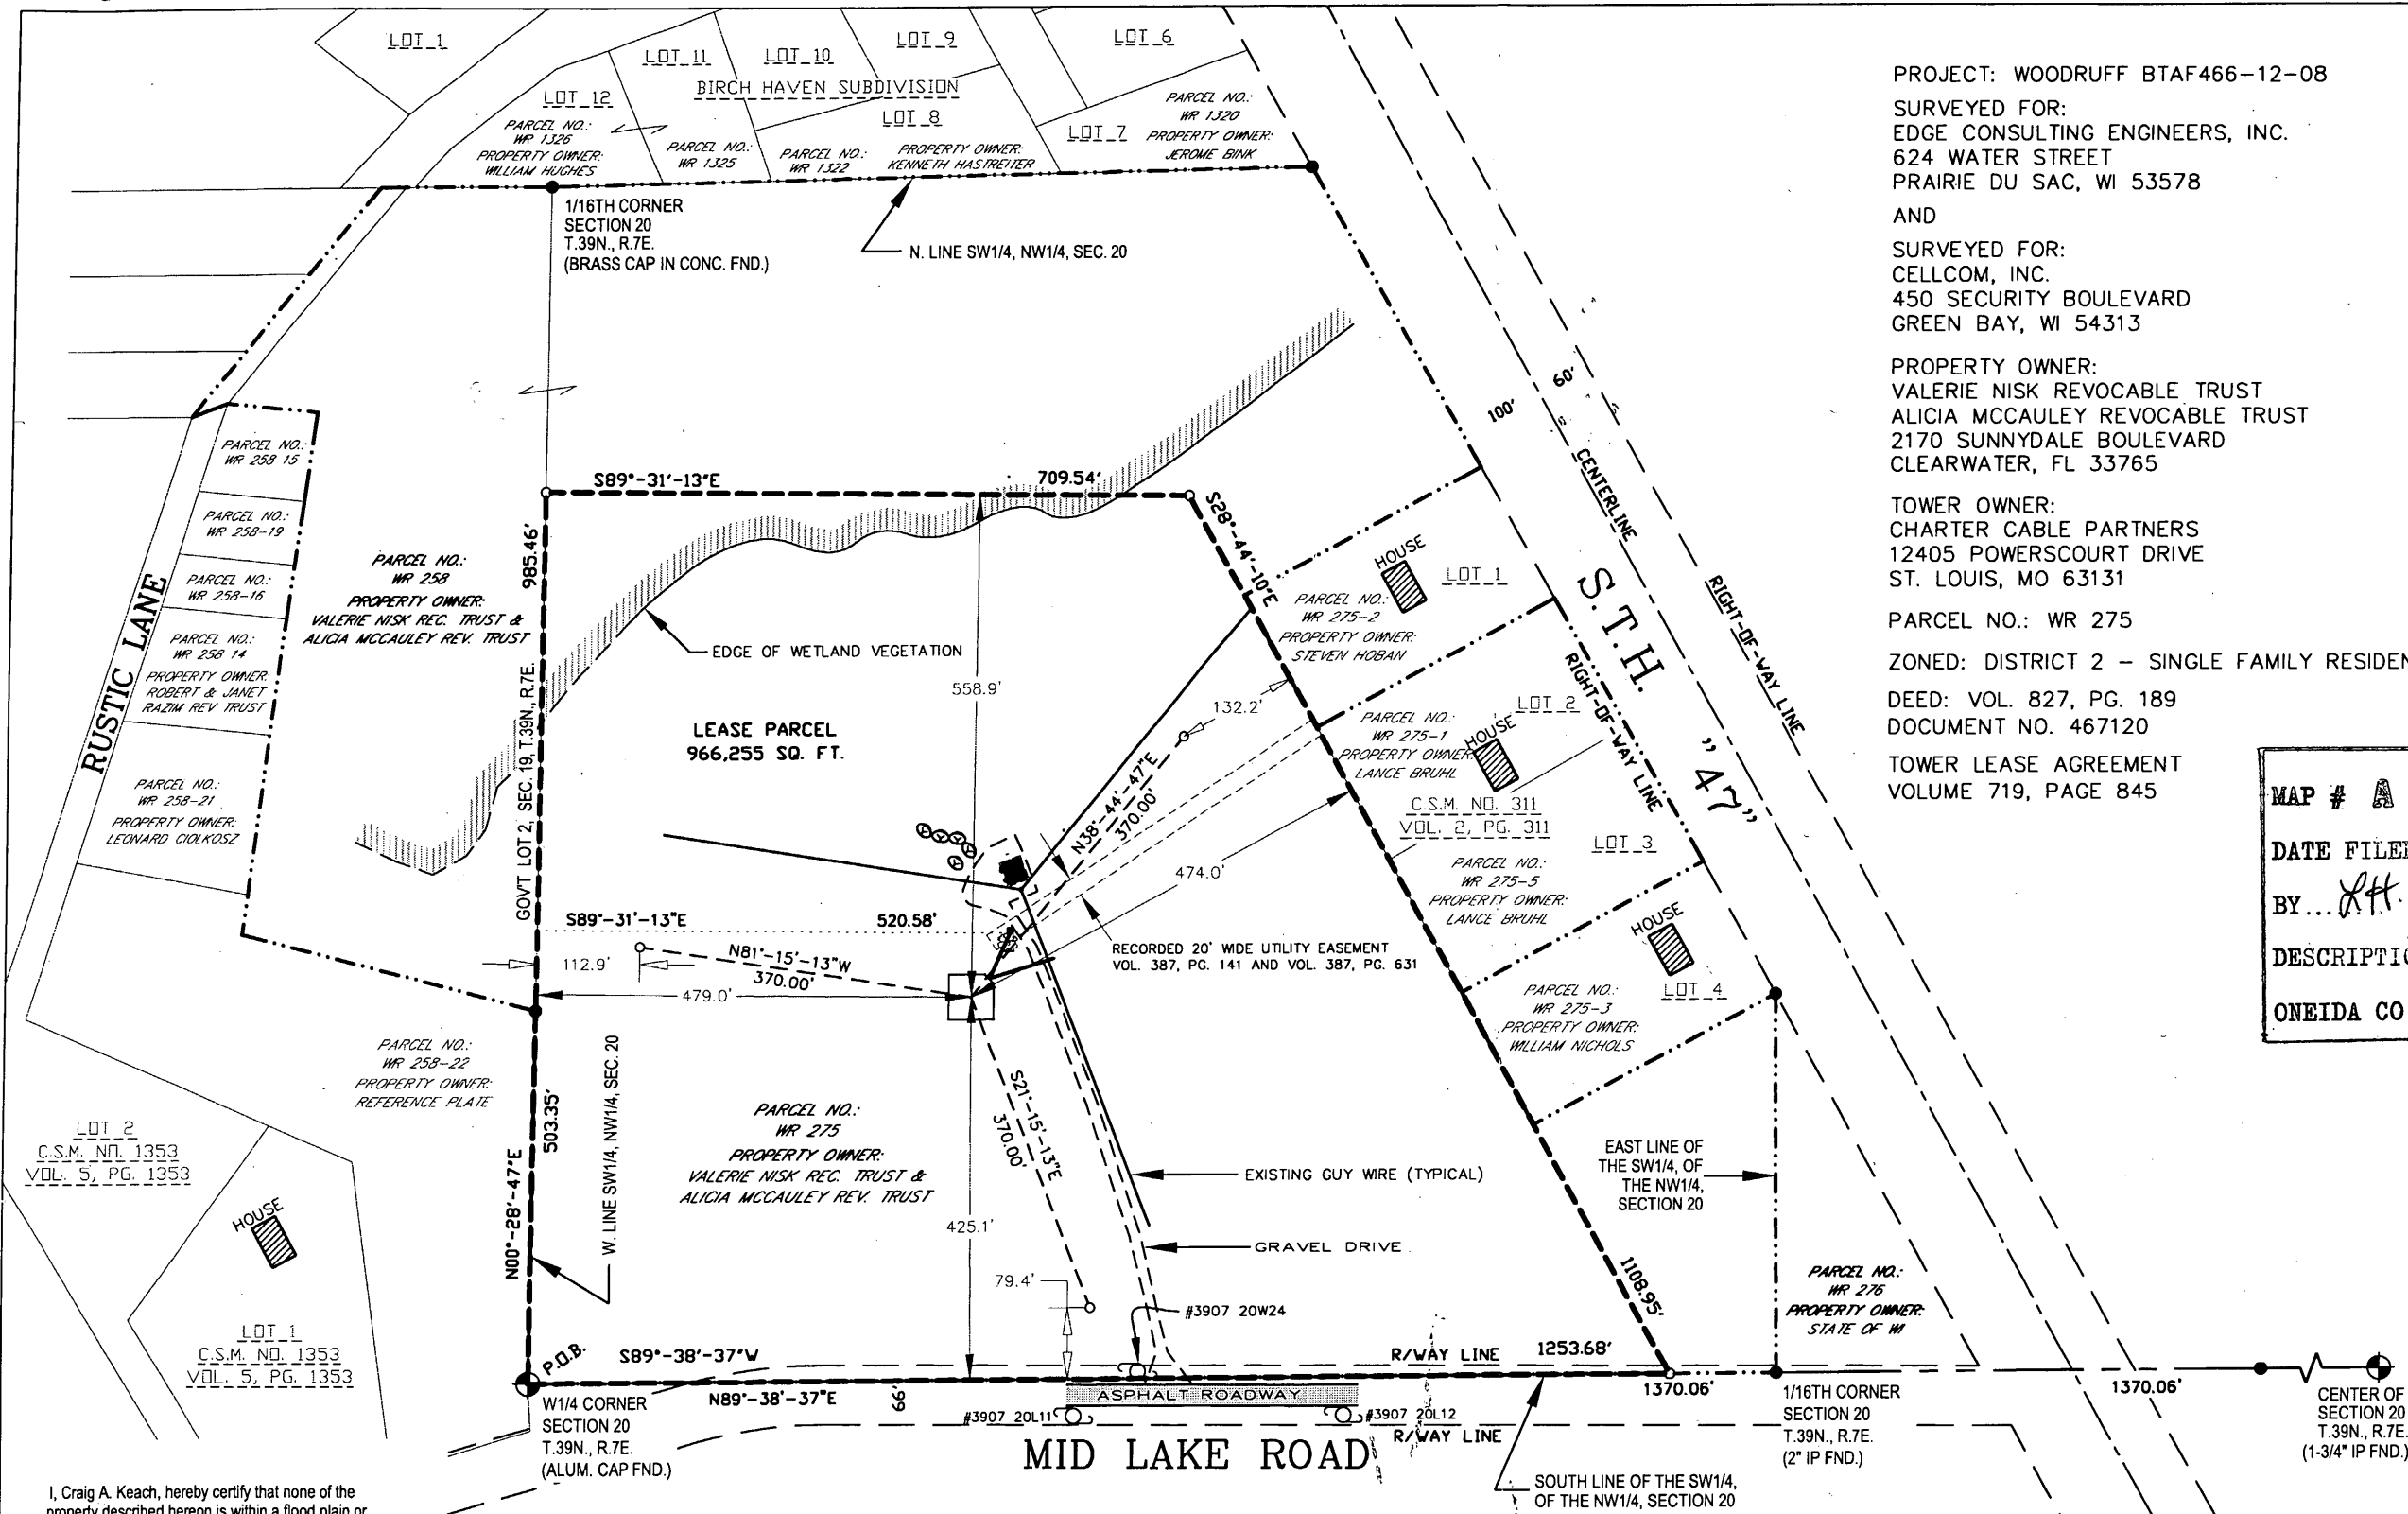 LOT 1
LOT 11
LOT 10
LOT 9
LOT 6
BIRCH HAVEN SUBDIVISION
LOT 12
PARCEL NO.:
WR 1326
PROPERTY OWNER:
WILLIAM HUGHES
PARCEL NO.:
WR 1325
LOT 8
PARCEL NO.:
WR 1322
PROPERTY OWNER:
KENNETH HASTREITER
LOT 7
PARCEL NO.:
WR 1320
PROPERTY OWNER:
JEROME BINK
1/16TH CORNER
SECTION 20
T.39N., R.7E.
(BRASS CAP IN CONC. FND.)
N. LINE SW1/4, NW1/4, SEC. 20
PROJECT: WOODRUFF BTAF466-12-08
SURVEYED FOR:
EDGE CONSULTING ENGINEERS, INC.
624 WATER STREET
PRAIRIE DU SAC, WI 53578
AND
SURVEYED FOR:
CELLCOM, INC.
450 SECURITY BOULEVARD
GREEN BAY, WI 54313
PROPERTY OWNER:
VALERIE NISK REVOCABLE TRUST
ALICIA MCCAULEY REVOCABLE TRUST
2170 SUNNYDALE BOULEVARD
CLEARWATER, FL 33765
TOWER OWNER:
CHARTER CABLE PARTNERS
12405 POWERSCOURT DRIVE
ST. LOUIS, MO 63131
PARCEL NO.: WR 275
ZONED: DISTRICT 2 – SINGLE FAMILY RESIDEN
DEED: VOL. 827, PG. 189
DOCUMENT NO. 467120
TOWER LEASE AGREEMENT
VOLUME 719, PAGE 845
MAP # A
DATE FILE
BY...
DESCRIPTIO
ONEIDA CO
60'
100'
CENTERLINE
RIGHT-OF-WAY LINE
S.T.H. "47"
RIGHT-OF-WAY LINE
RUSTIC LANE
PARCEL NO.:
WR 258 15
PARCEL NO.:
WR 258-19
PARCEL NO.:
WR 258-16
PARCEL NO.:
WR 258 14
PROPERTY OWNER:
ROBERT & JANET
RAZIM REV TRUST
PARCEL NO.:
WR 258-21
PROPERTY OWNER:
LEONARD CIOLKOSZ
PARCEL NO.:
WR 258
PROPERTY OWNER:
VALERIE NISK REC. TRUST &
ALICIA MCCAULEY REV. TRUST
985.46'
GOV'T LOT 2, SEC. 19, T.39N, R.7E.
S89°-31'-13"E
709.54'
S28°-44'-10"E
EDGE OF WETLAND VEGETATION
558.9'
LEASE PARCEL
966,255 SQ. FT.
132.2'
N38°-44'-47"E
370.00'
474.0'
HOUSE
LOT 1
PARCEL NO.:
WR 275-2
PROPERTY OWNER:
STEVEN HOBAN
LOT 2
PARCEL NO.:
WR 275-1
HOUSE
PROPERTY OWNER:
LANCE BRUHL
C.S.M. NO. 311
VOL. 2, PG. 311
LOT 3
PARCEL NO.:
WR 275-5
PROPERTY OWNER:
LANCE BRUHL
HOUSE
PARCEL NO.:
WR 275-3
LOT 4
PROPERTY OWNER:
WILLIAM NICHOLS
S89°-31'-13"E
520.58'
RECORDED 20' WIDE UTILITY EASEMENT
VOL. 387, PG. 141 AND VOL. 387, PG. 631
112.9'
N81°-15'-13"W
370.00'
479.0'
PARCEL NO.:
WR 258-22
PROPERTY OWNER:
REFERENCE PLATE
503.35'
N00°-28'-47"E
W. LINE SW1/4, NW1/4, SEC. 20
PARCEL NO.:
WR 275
PROPERTY OWNER:
VALERIE NISK REC. TRUST &
ALICIA MCCAULEY REV. TRUST
S21°-15'-13"E
370.00'
425.1'
79.4'
EXISTING GUY WIRE (TYPICAL)
GRAVEL DRIVE
#3907 20W24
EAST LINE OF
THE SW1/4, OF
THE NW1/4,
SECTION 20
1108.95'
PARCEL NO.:
WR 276
PROPERTY OWNER:
STATE OF WI
LOT 2
C.S.M. NO. 1353
VOL. 5, PG. 1353
HOUSE
LOT 1
C.S.M. NO. 1353
VOL. 5, PG. 1353
P.O.B.
S89°-38'-37"W
R/WAY LINE
1253.68'
N89°-38'-37"E
66'
ASPHALT ROADWAY
1370.06'
1370.06'
W1/4 CORNER
SECTION 20
T.39N., R.7E.
(ALUM. CAP FND.)
#3907 20L11
#3907 20L12
R/WAY LINE
MID LAKE ROAD
1/16TH CORNER
SECTION 20
T.39N., R.7E.
(2" IP FND.)
CENTER OF
SECTION 20
T.39N., R.7E.
(1-3/4" IP FND.)
SOUTH LINE OF THE SW1/4,
OF THE NW1/4, SECTION 20
I, Craig A. Keach, hereby certify that none of the
property described hereon is within a flood plain or